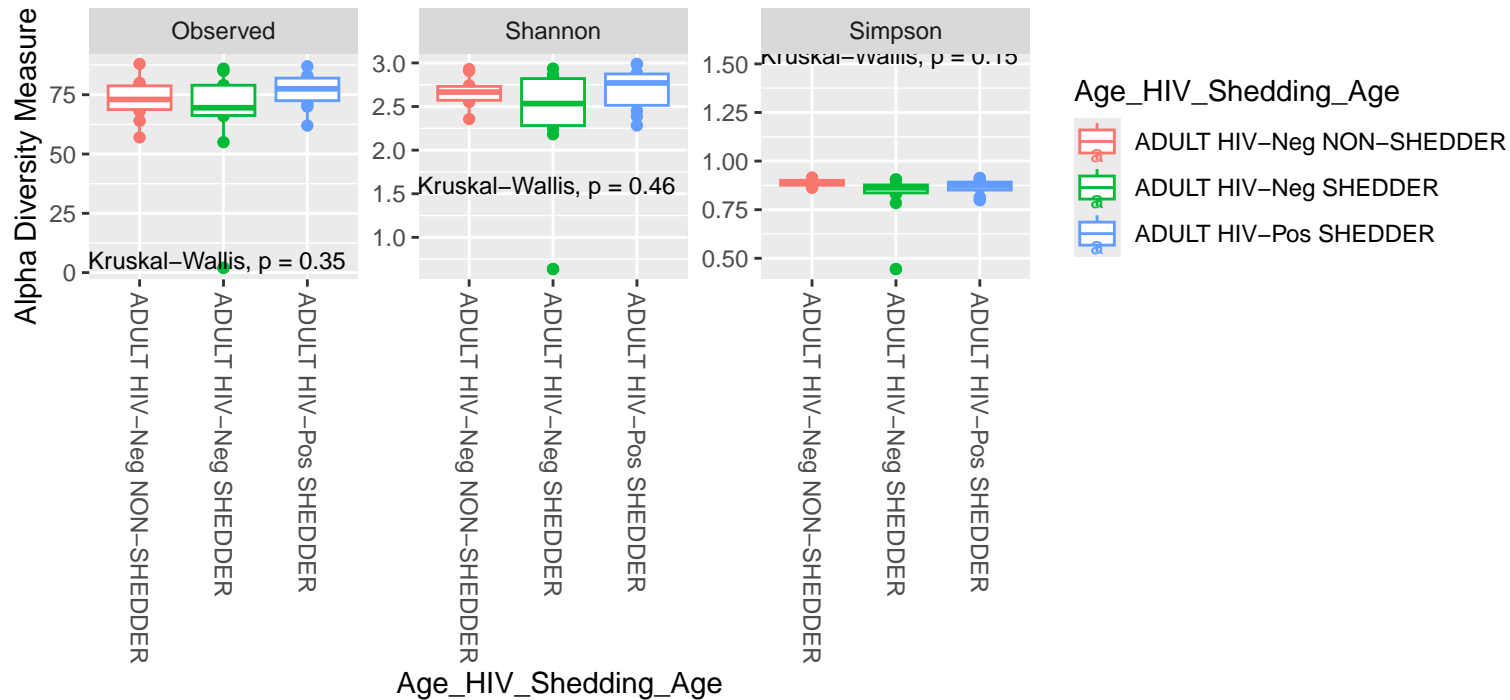 Observed
Shannon
Simpson
Alpha Diversity Measure
75
50
25
0
Kruskal−Wallis, p = 0.35
3.0
2.5
2.0
1.5
1.0
Kruskal−Wallis, p = 0.46
1.50
1.25
1.00
0.75
0.50
Kruskal−Wallis, p = 0.15
ADULT HIV−Neg NON−SHEDDER
ADULT HIV−Neg SHEDDER
ADULT HIV−Pos SHEDDER
ADULT HIV−Neg NON−SHEDDER
ADULT HIV−Neg SHEDDER
ADULT HIV−Pos SHEDDER
ADULT HIV−Neg NON−SHEDDER
ADULT HIV−Neg SHEDDER
ADULT HIV−Pos SHEDDER
Age_HIV_Shedding_Age
Age_HIV_Shedding_Age
a ADULT HIV−Neg NON−SHEDDER
a ADULT HIV−Neg SHEDDER
a ADULT HIV−Pos SHEDDER